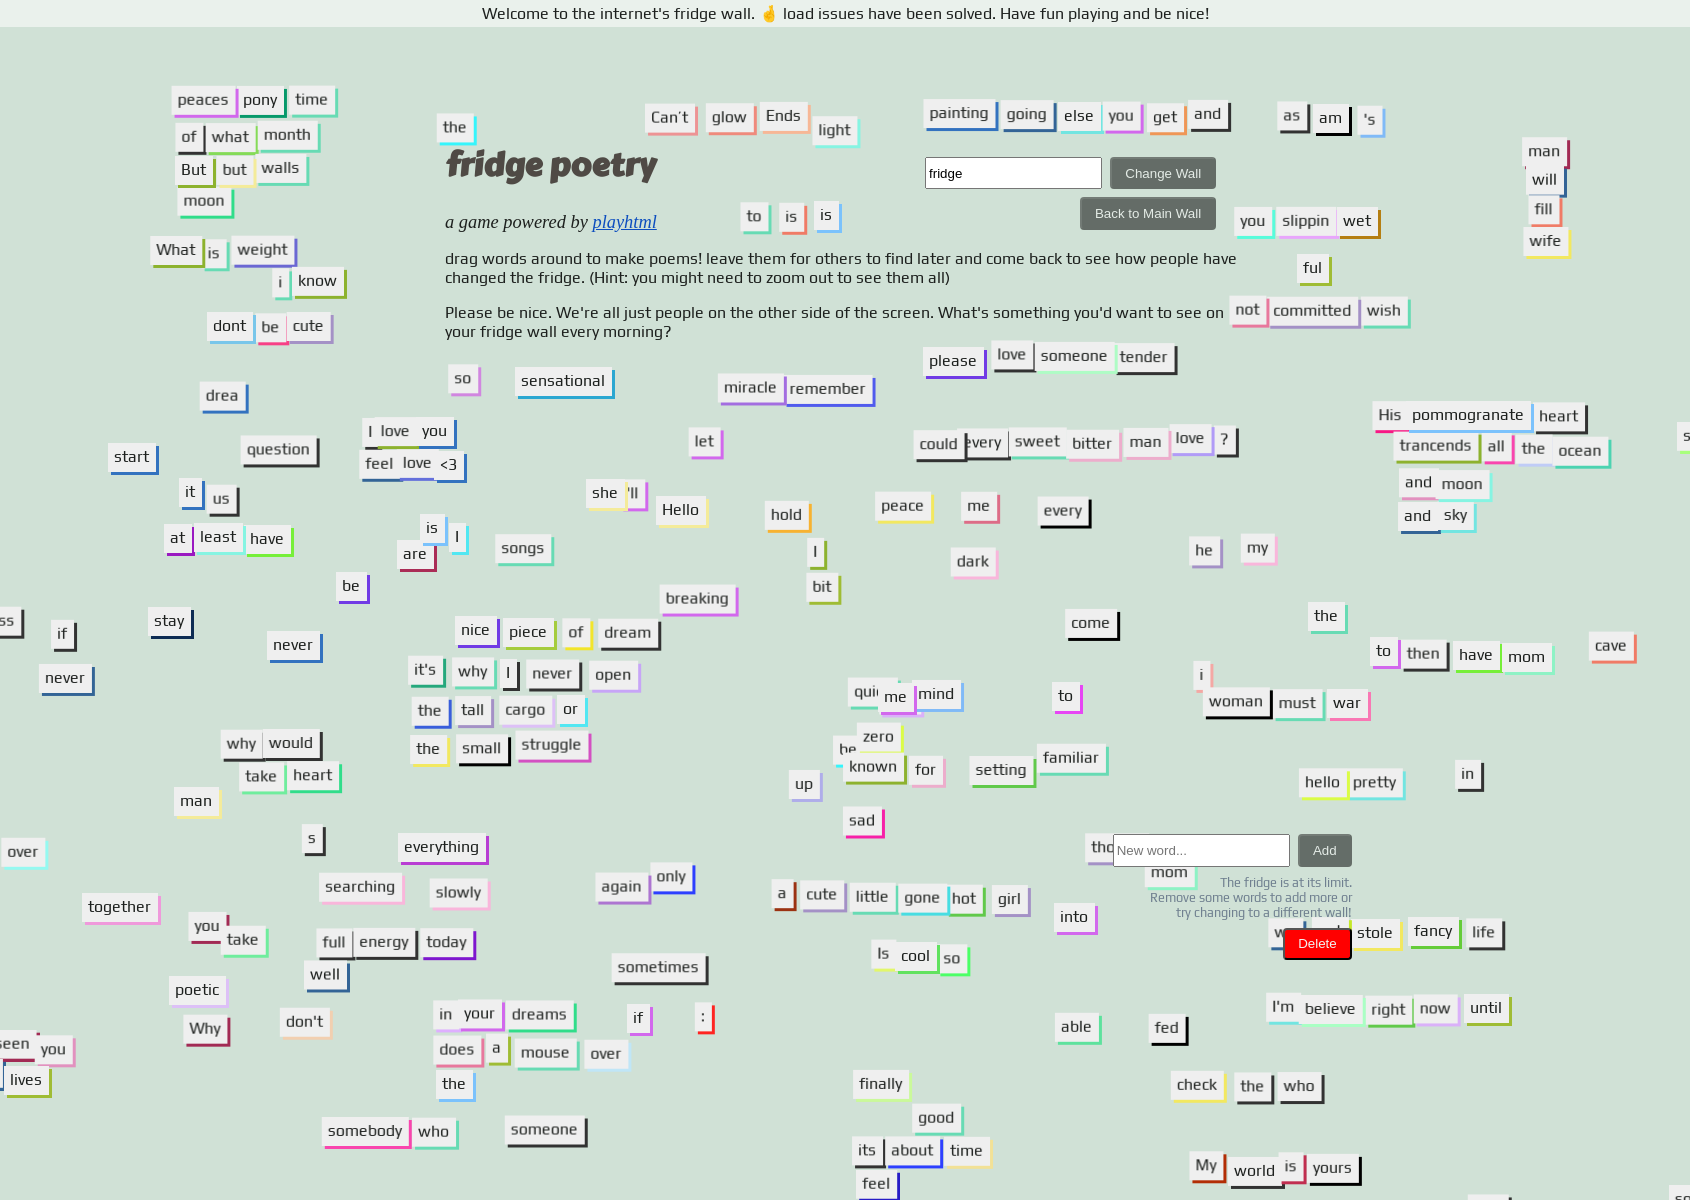 Welcome to the internet's fridge wall. 🤞 load issues have been solved. Have fun playing and be nice!
peaces pony time
of what month
But but walls
moon
What is weight
i know
dont be cute
the
Can't glow Ends light
painting going else you get and
as am 's
man
will
fill
wife
fridge poetry
fridge
Change Wall
Back to Main Wall
a game powered by playhtml
to is is
you slippin wet
ful
drag words around to make poems! leave them for others to find later and come back to see how people have
changed the fridge. (Hint: you might need to zoom out to see them all)
Please be nice. We're all just people on the other side of the screen. What's something you'd want to see on
your fridge wall every morning?
not committed wish
please love someone tender
so sensational
miracle remember
drea
question
start
I love you
feel love <3
let
could every sweet bitter man love ?
His pommogranate heart
trancends all the ocean
and moon
and sky
it us
at least have
she 'll
Hello
hold
peace me every
is I
are
songs
I
bit
dark
he my
be
breaking
come
the
ss
if
stay
never
never
nice piece of dream
it's why I never open
the tall cargo or
the small struggle
to then have mom
cave
i
woman must war
me mind
to
zero
known for
setting familiar
up
sad
why would
take heart
man
s
hello pretty
in
over
everything
searching slowly
again only
together
you take
full energy today
well
a cute little gone hot girl
into
New word...
Add
mom
The fridge is at its limit.
Remove some words to add more or
try changing to a different wall!
Delete
stole fancy life
Is cool so
sometimes
poetic
Why
don't
in your dreams
if
:
does a mouse over
the
seen you
lives
able fed
I'm believe right now until
finally
good
its about time
feel
check the who
somebody who
someone
My world is yours